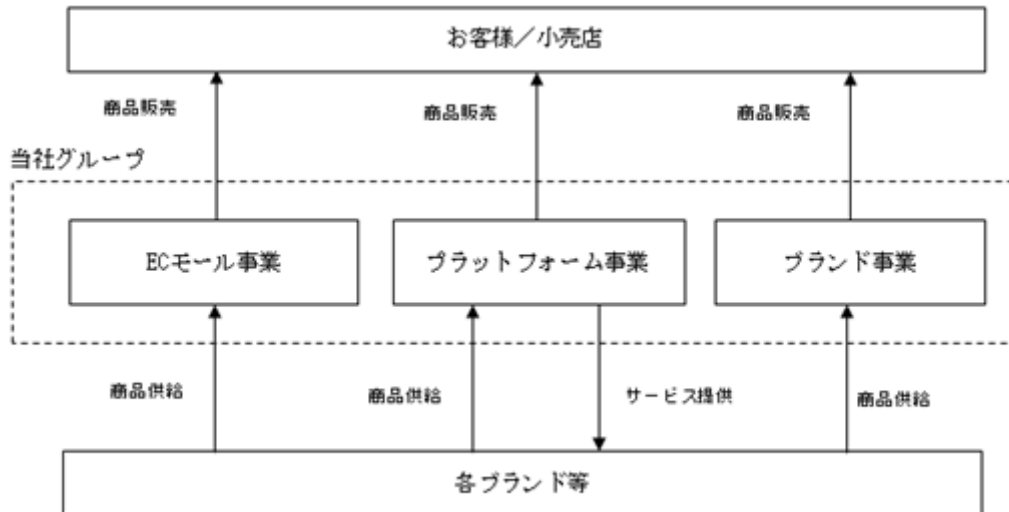 お客様／小売店
商品販売
商品販売
商品販売
当社グループ
ECモール事業
プラットフォーム事業
ブランド事業
商品供給
商品供給
サービス提供
商品供給
各ブランド等